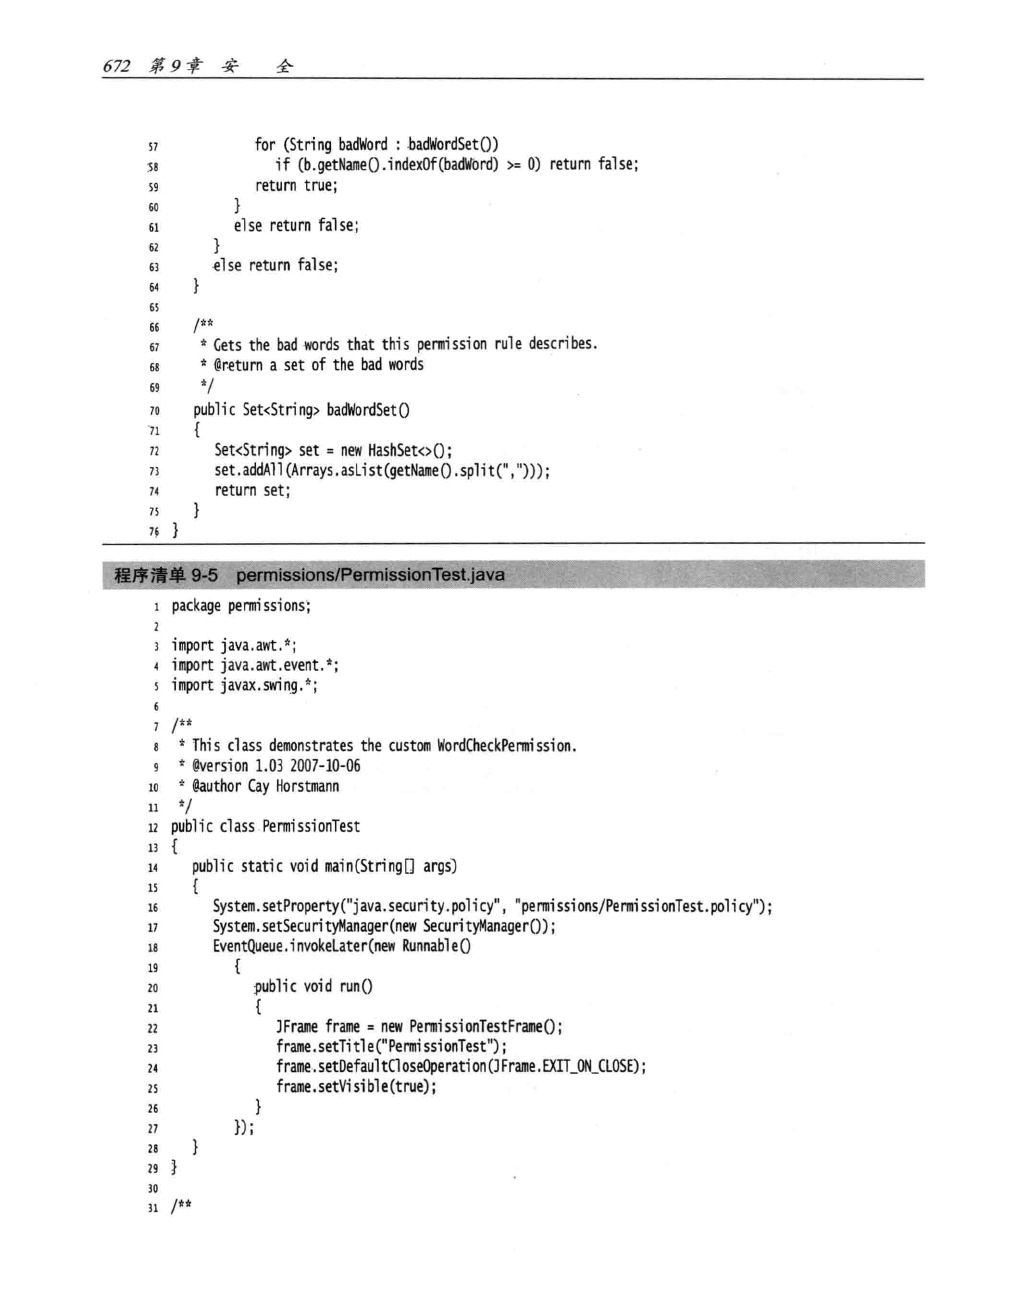 672 第9章 安 全
57 for (String badWord : badWordSet())
58 if (b.getName().indexOf(badWord) >= 0) return false;
59 return true;
60 }
61 else return false;
62 }
63 else return false;
64 }
65
66 /**
67 * Gets the bad words that this permission rule describes.
68 * @return a set of the bad words
69 */
70 public Set<String> badWordSet()
71 {
72 Set<String> set = new HashSet<>();
73 set.addAll(Arrays.asList(getName().split(",")));
74 return set;
75 }
76 }
程序清单 9-5 permissions/PermissionTest.java
1 package permissions;
2
3 import java.awt.*;
4 import java.awt.event.*;
5 import javax.swing.*;
6
7 /**
8 * This class demonstrates the custom WordCheckPermission.
9 * @version 1.03 2007-10-06
10 * @author Cay Horstmann
11 */
12 public class PermissionTest
13 {
14 public static void main(String[] args)
15 {
16 System.setProperty("java.security.policy", "permissions/PermissionTest.policy");
17 System.setSecurityManager(new SecurityManager());
18 EventQueue.invokeLater(new Runnable()
19 {
20 public void run()
21 {
22 JFrame frame = new PermissionTestFrame();
23 frame.setTitle("PermissionTest");
24 frame.setDefaultCloseOperation(JFrame.EXIT_ON_CLOSE);
25 frame.setVisible(true);
26 }
27 });
28 }
29 }
30
31 /**